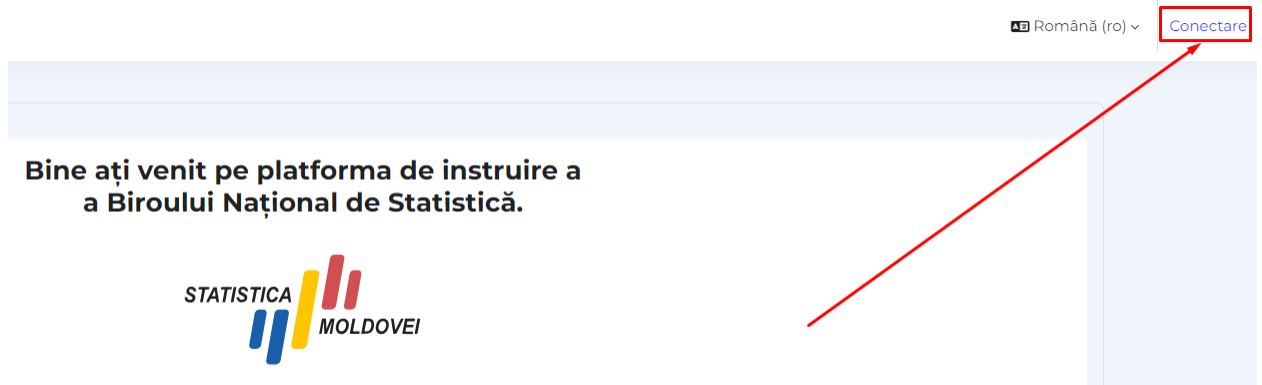 Română (ro)
Conectare
Bine ați venit pe platforma de instruire a
a Biroului Național de Statistică.
STATISTICA
MOLDOVEI